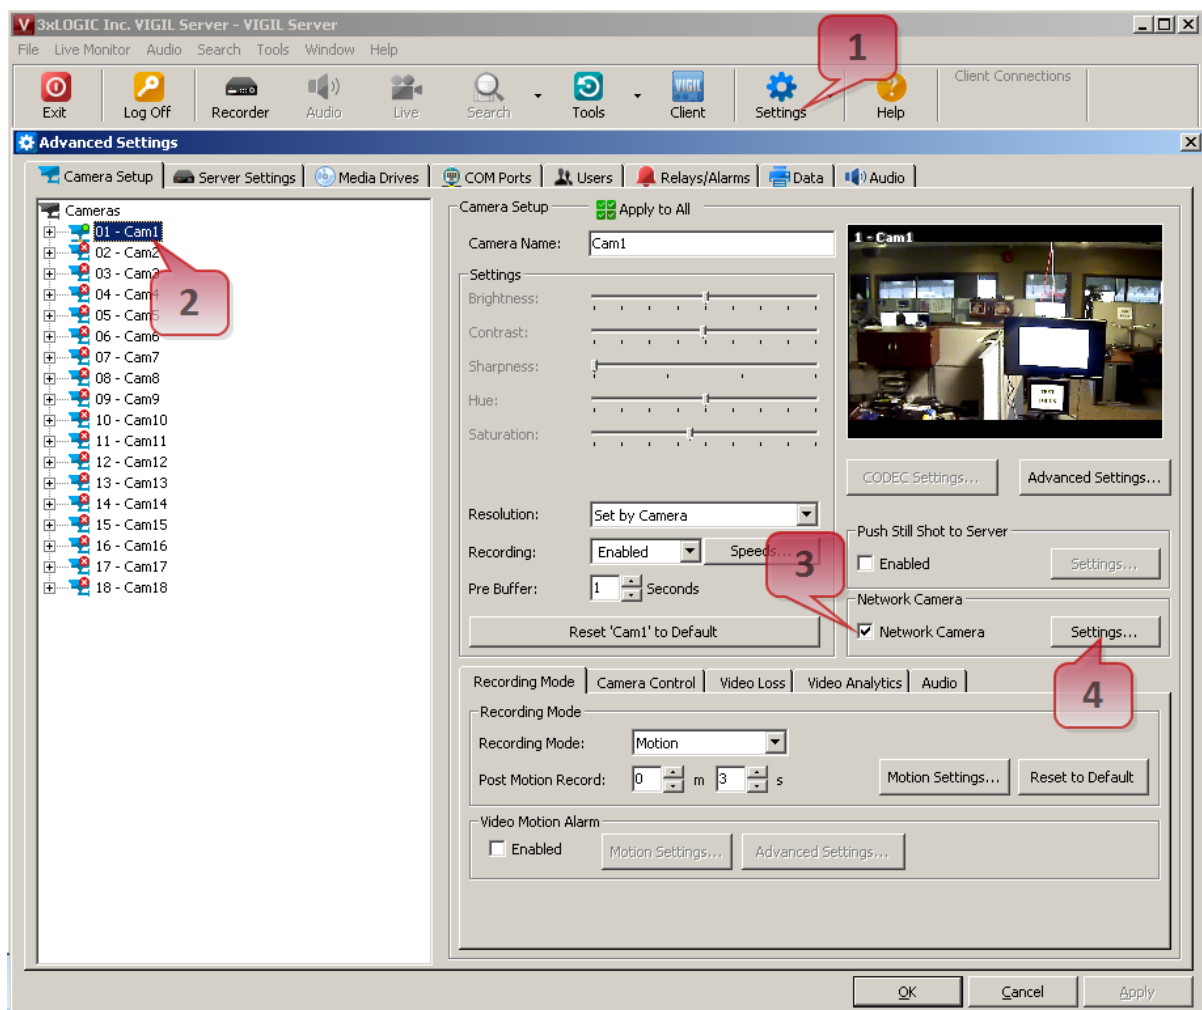 3xLOGIC Inc. VIGIL Server - VIGIL Server
File Live Monitor Audio Search Tools Window Help
1
Exit Log Off Recorder Audio Live Search Tools VIGIL Client Settings Help Client Connections
Advanced Settings
Camera Setup Server Settings Media Drives COM Ports Users Relays/Alarms Data Audio
Cameras
01 - Cam1
02 - Cam2
03 - Cam3
04 - Cam4
05 - Cam5
06 - Cam6
07 - Cam7
08 - Cam8
09 - Cam9
10 - Cam10
11 - Cam11
12 - Cam12
13 - Cam13
14 - Cam14
15 - Cam15
16 - Cam16
17 - Cam17
18 - Cam18
2
Camera Setup Apply to All
Camera Name: Cam1
Settings
Brightness:
Contrast:
Sharpness:
Hue:
Saturation:
Resolution: Set by Camera
Recording: Enabled Speeds...
Pre Buffer: 1 Seconds
Reset 'Cam1' to Default
1 - Cam1
CODEC Settings... Advanced Settings...
Push Still Shot to Server
Enabled Settings...
3
Network Camera
Network Camera Settings...
4
Recording Mode Camera Control Video Loss Video Analytics Audio
Recording Mode
Recording Mode: Motion
Post Motion Record: 0 m 3 s Motion Settings... Reset to Default
Video Motion Alarm
Enabled Motion Settings... Advanced Settings...
OK Cancel Apply